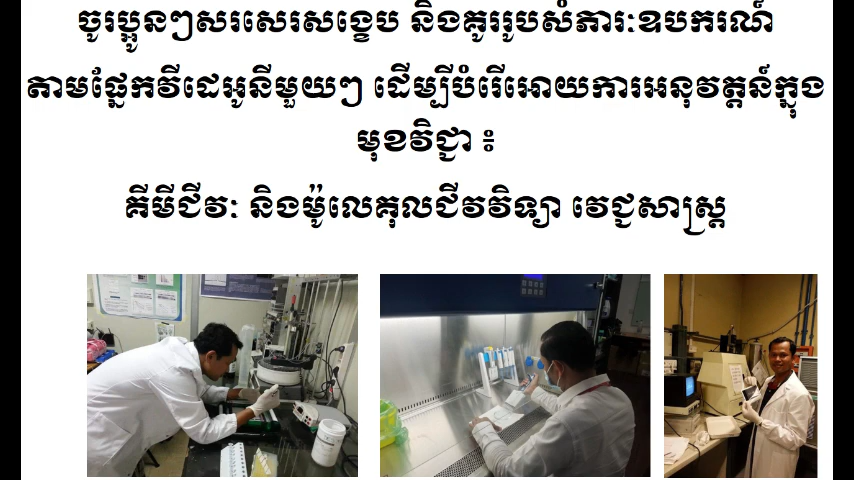 ចូរប្អូនៗសរសេរសង្ខេប និងគូររូបសំភារៈឧបករណ៍
តាមផ្នែកវីដេអូនីមួយៗ ដើម្បីបំរើអោយការអនុវត្តន៍ក្នុង
មុខវិជ្ជា ៖
គីមីជីវៈ និងម៉ូលេគុលជីវវិទ្យា វេជ្ជសាស្ត្រ